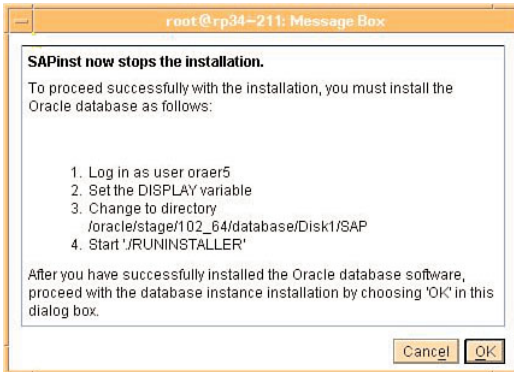 root@rp34-211: Message Box
SAPinst now stops the installation.
To proceed successfully with the installation, you must install the
Oracle database as follows:
1. Log in as user oraer5
2. Set the DISPLAY variable
3. Change to directory
/oracle/stage/102_64/database/Disk1/SAP
4. Start './RUNINSTALLER'
After you have successfully installed the Oracle database software,
proceed with the database instance installation by choosing 'OK' in this
dialog box.
Cancel OK